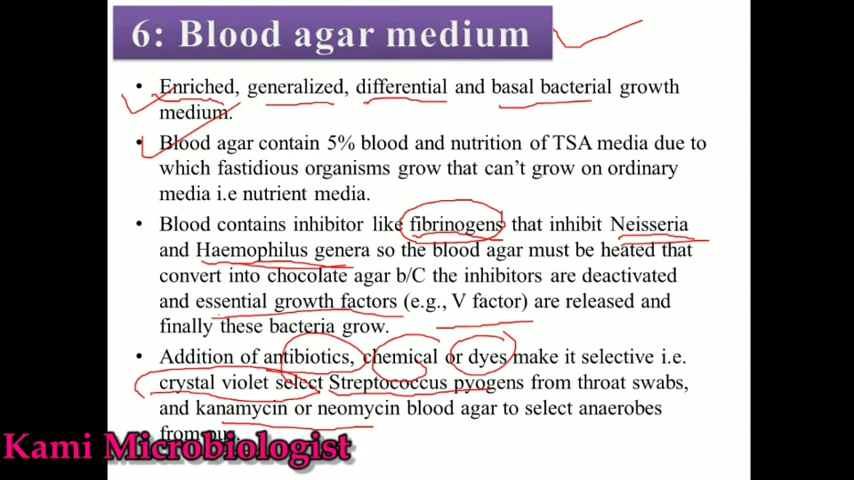 6: Blood agar medium
• Enriched, generalized, differential and basal bacterial growth
medium.
• Blood agar contain 5% blood and nutrition of TSA media due to
which fastidious organisms grow that can't grow on ordinary
media i.e nutrient media.
• Blood contains inhibitor like fibrinogens that inhibit Neisseria
and Haemophilus genera so the blood agar must be heated that
convert into chocolate agar b/C the inhibitors are deactivated
and essential growth factors (e.g., V factor) are released and
finally these bacteria grow.
• Addition of antibiotics, chemical or dyes make it selective i.e.
crystal violet select Streptococcus pyogens from throat swabs,
and kanamycin or neomycin blood agar to select anaerobes
from
Kami Microbiologist